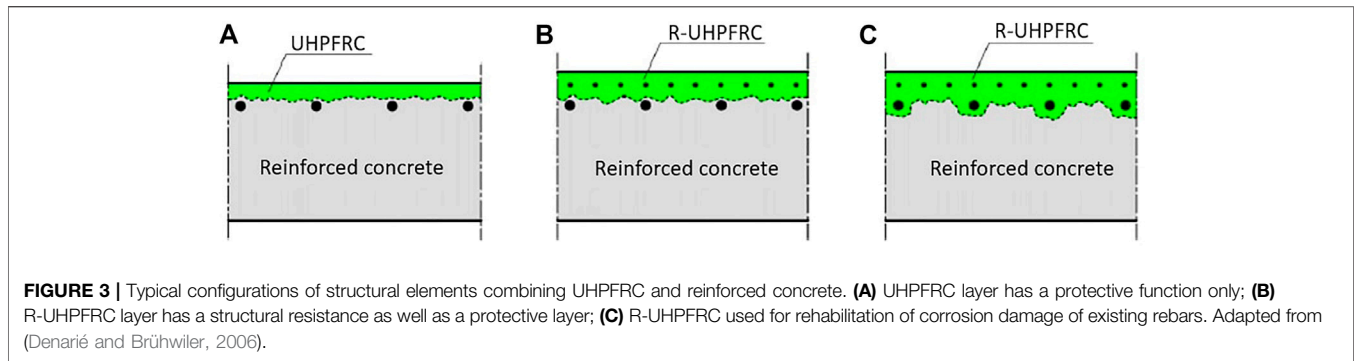 A
UHPFRC
Reinforced concrete
B
R-UHPFRC
Reinforced concrete
C
R-UHPFRC
Reinforced concrete
FIGURE 3 | Typical configurations of structural elements combining UHPFRC and reinforced concrete. (A) UHPFRC layer has a protective function only; (B)
R-UHPFRC layer has a structural resistance as well as a protective layer; (C) R-UHPFRC used for rehabilitation of corrosion damage of existing rebars. Adapted from
(Denarié and Brühwiler, 2006).